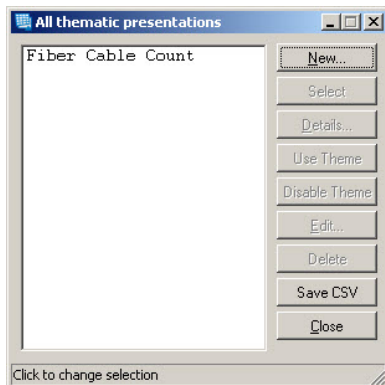 All thematic presentations
Fiber Cable Count
New...
Select
Details...
Use Theme
Disable Theme
Edit...
Delete
Save CSV
Close
Click to change selection